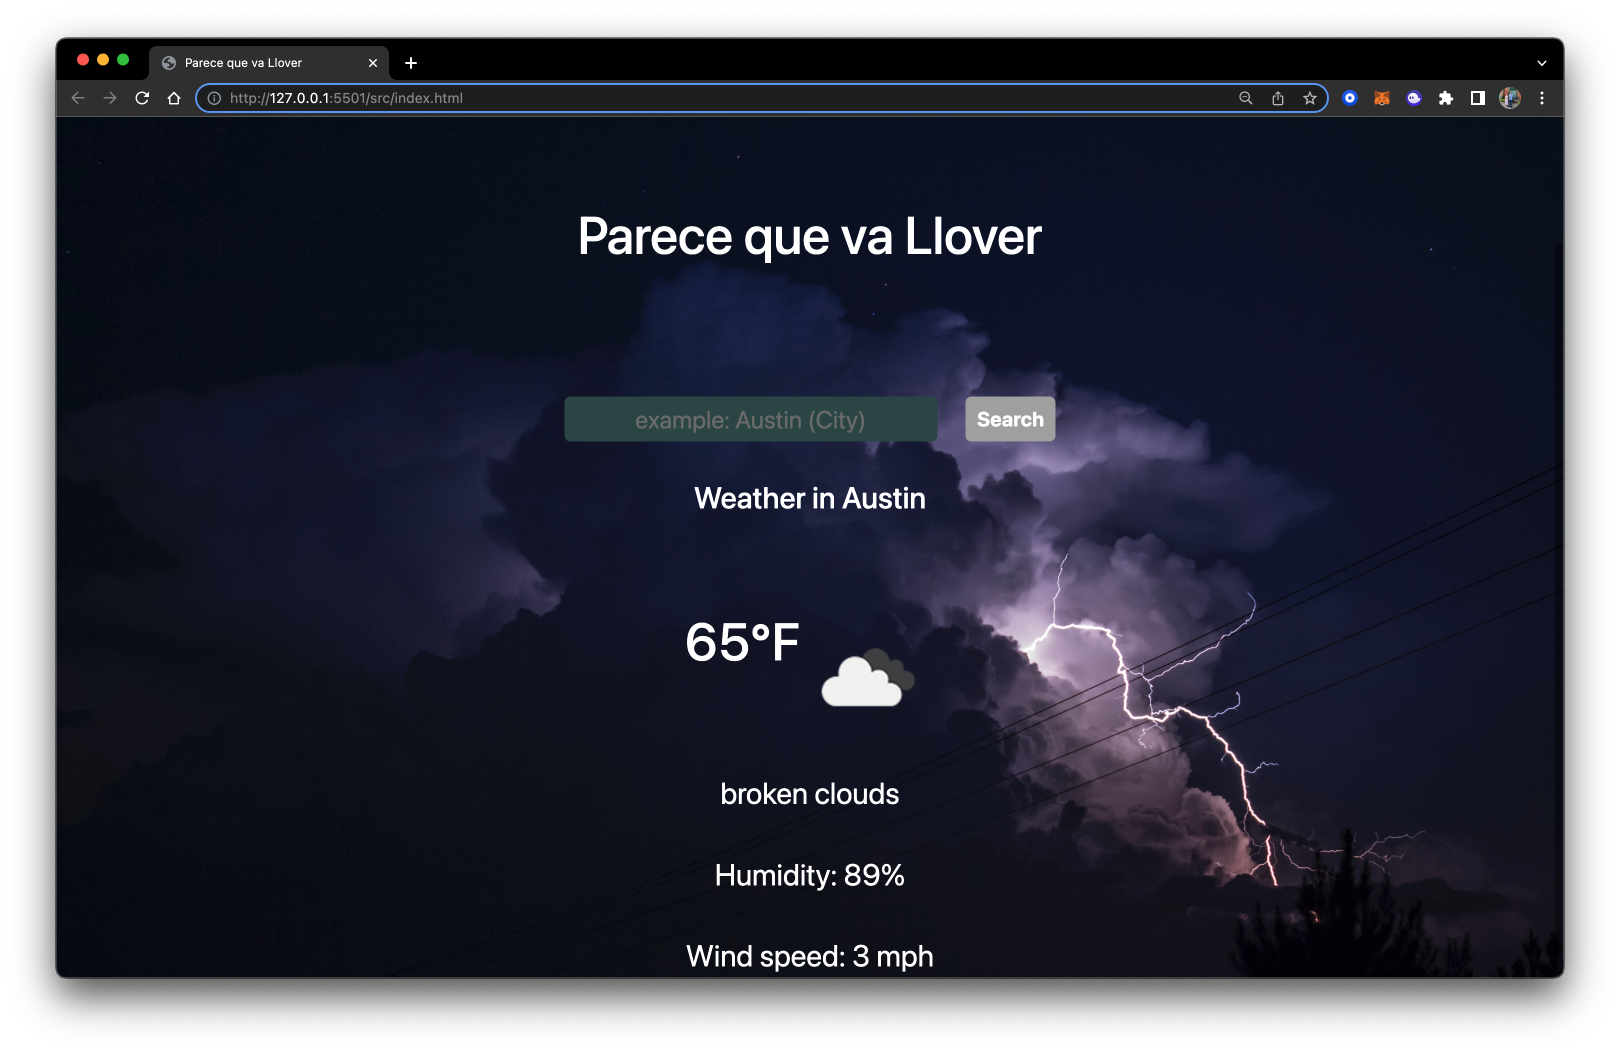 Parece que va Llover
http://127.0.0.1:5501/src/index.html
Parece que va Llover
example: Austin (City)
Search
Weather in Austin
65°F
broken clouds
Humidity: 89%
Wind speed: 3 mph